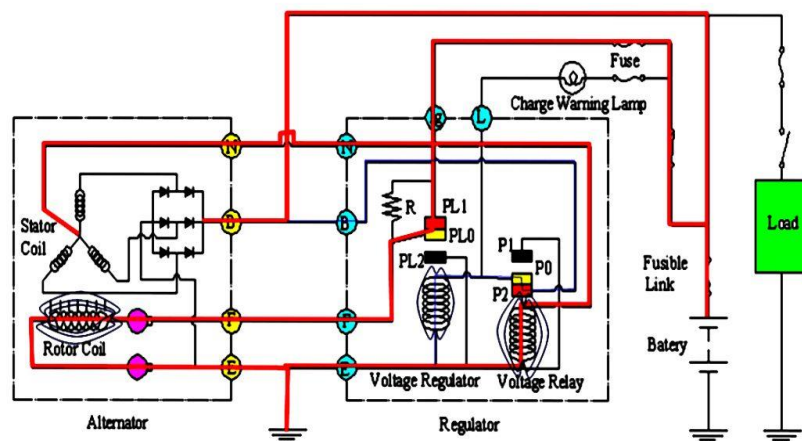 Fuse
Charge Warning Lamp
Ig
L
N
N
R
PL1
PL0
P1
PL2
P0
P2
B
B
Stator
Coil
Load
Fusible
Link
F
F
Rotor Coil
Batery
E
E
Voltage Regulator
Voltage Relay
Alternator
Regulator